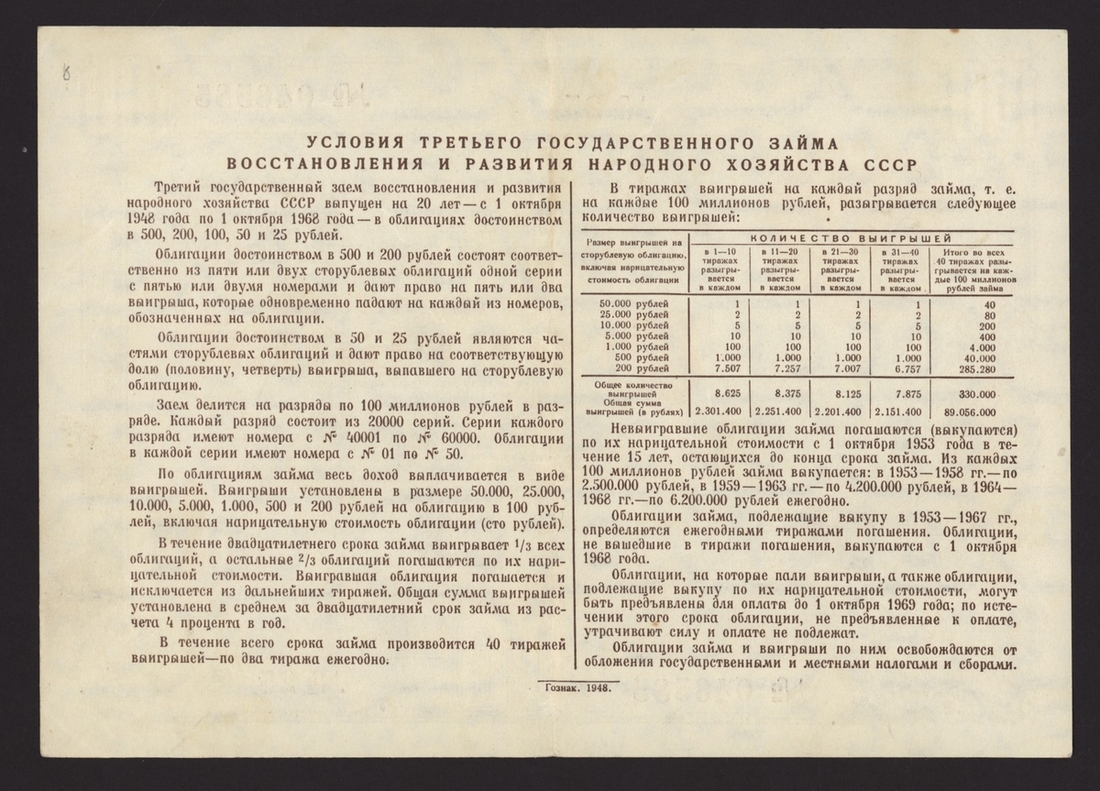 8
УСЛОВИЯ ТРЕТЬЕГО ГОСУДАРСТВЕННОГО ЗАЙМА
ВОССТАНОВЛЕНИЯ И РАЗВИТИЯ НАРОДНОГО ХОЗЯЙСТВА СССР
Третий государственный заем восстановления и развития
народного хозяйства СССР выпущен на 20 лет — с 1 октября
1948 года по 1 октября 1968 года — в облигациях достоинством
в 500, 200, 100, 50 и 25 рублей.
Облигации достоинством в 500 и 200 рублей состоят соответ-
ственно из пяти или двух сторублевых облигаций одной серии
с пятью или двумя номерами и дают право на пять или два
выигрыша, которые одновременно падают на каждый из номеров,
обозначенных на облигации.
Облигации достоинством в 50 и 25 рублей являются ча-
стями сторублевых облигаций и дают право на соответствующую
долю (половину, четверть) выигрыша, выпавшего на сторублевую
облигацию.
Заем делится на разряды по 100 миллионов рублей в раз-
ряде. Каждый разряд состоит из 20000 серий. Серии каждого
разряда имеют номера с № 40001 по № 60000. Облигации
в каждой серии имеют номера с № 01 по № 50.
По облигациям займа весь доход выплачивается в виде
выигрышей. Выигрыши установлены в размере 50.000, 25.000,
10.000, 5.000, 1.000, 500 и 200 рублей на облигацию в 100 руб-
лей, включая нарицательную стоимость облигации (сто рублей).
В течение двадцатилетнего срока займа выигрывает 1/3 всех
облигаций, а остальные 2/3 облигаций погашаются по их нари-
цательной стоимости. Выигравшая облигация погашается и
исключается из дальнейших тиражей. Общая сумма выигрышей
установлена в среднем за двадцатилетний срок займа из рас-
чета 4 процента в год.
В течение всего срока займа производится 40 тиражей
выигрышей—по два тиража ежегодно.
В тиражах выигрышей на каждый разряд займа, т. е.
на каждые 100 миллионов рублей, разыгрывается следующее
количество выигрышей:
Размер выигрышей на
сторублевую облигацию,
включая нарицательную
стоимость облигации
КОЛИЧЕСТВО ВЫИГРЫШЕЙ
в 1—10
тиражах
разыгры-
вается
в каждом
в 11—20
тиражах
разыгры-
вается
в каждом
в 21—30
тиражах
разыгры-
вается
в каждом
в 31—40
тиражах
разыгры-
вается
в каждом
Итого во всех
40 тиражах разы-
грывается на каж-
дые 100 миллионов
рублей займа
50.000 рублей 1 1 1 1 40
25.000 рублей 2 2 2 2 80
10.000 рублей 5 5 5 5 200
5.000 рублей 10 10 10 10 400
1.000 рублей 100 100 100 100 4.000
500 рублей 1.000 1.000 1.000 1.000 40.000
200 рублей 7.507 7.257 7.007 6.757 285.280
Общее количество
выигрышей 8.625 8.375 8.125 7.875 330.000
Общая сумма
выигрышей (в рублях) 2.301.400 2.251.400 2.201.400 2.151.400 89.056.000
Невыигравшие облигации займа погашаются (выкупаются)
по их нарицательной стоимости с 1 октября 1953 года в те-
чение 15 лет, остающихся до конца срока займа. Из каждых
100 миллионов рублей займа выкупается: в 1953—1958 гг.—по
2.500.000 рублей, в 1959—1963 гг.—по 4.200.000 рублей, в 1964—
1968 гг.—по 6.200.000 рублей ежегодно.
Облигации займа, подлежащие выкупу в 1953—1967 гг.,
определяются ежегодными тиражами погашения. Облигации,
не вышедшие в тиражи погашения, выкупаются с 1 октября
1968 года.
Облигации, на которые пали выигрыши, а также облигации,
подлежащие выкупу по их нарицательной стоимости, могут
быть предъявлены для оплаты до 1 октября 1969 года; по исте-
чении этого срока облигации, не предъявленные к оплате,
утрачивают силу и оплате не подлежат.
Облигации займа и выигрыши по ним освобождаются от
обложения государственными и местными налогами и сборами.
Гознак. 1948.